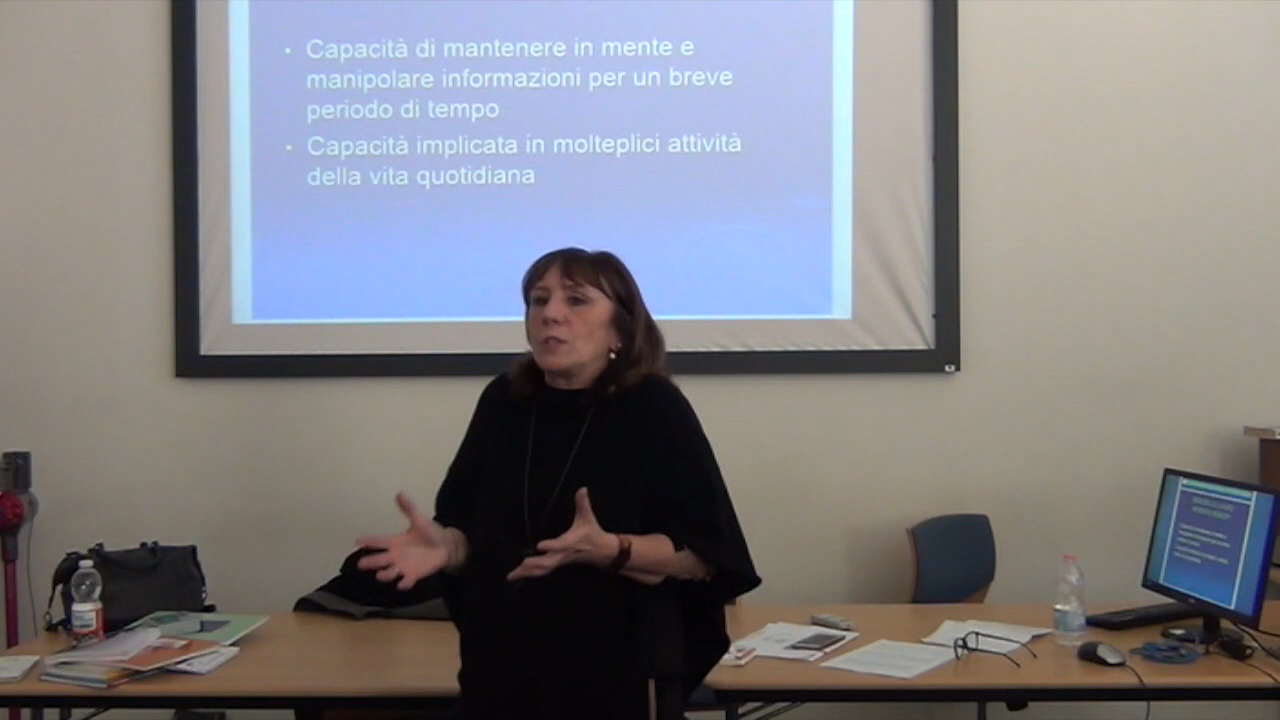 • Capacità di mantenere in mente e
manipolare informazioni per un breve
periodo di tempo
• Capacità implicata in molteplici attività
della vita quotidiana